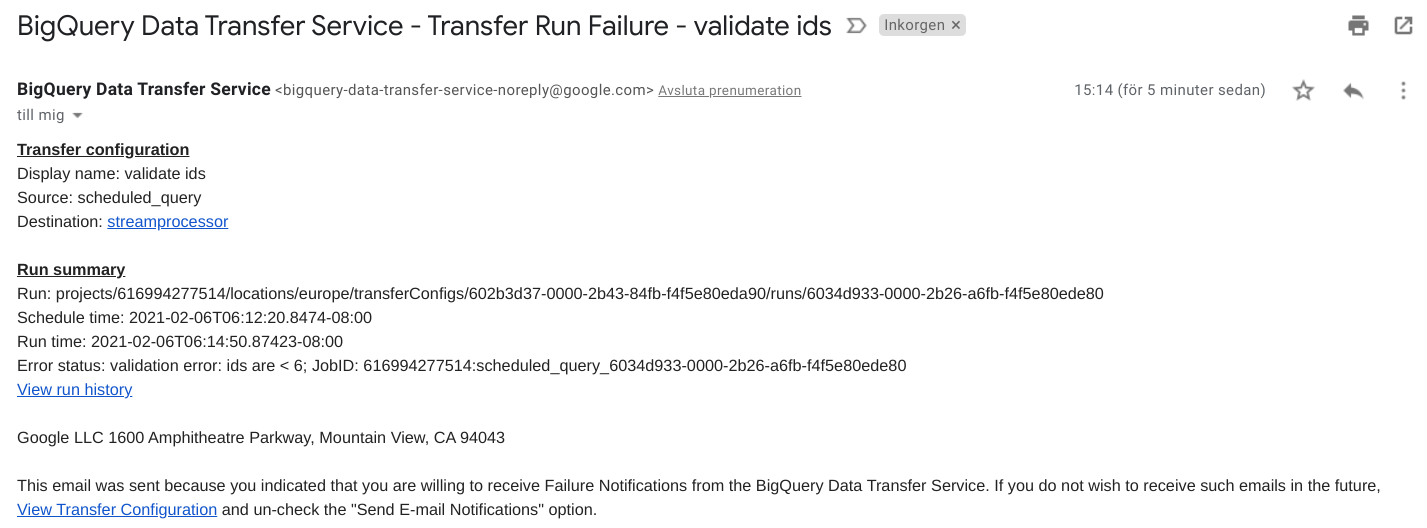 BigQuery Data Transfer Service - Transfer Run Failure - validate ids Inkorgen ×
BigQuery Data Transfer Service <bigquery-data-transfer-service-noreply@google.com> Avsluta prenumeration 15:14 (för 5 minuter sedan)
till mig
Transfer configuration
Display name: validate ids
Source: scheduled_query
Destination: streamprocessor
Run summary
Run: projects/616994277514/locations/europe/transferConfigs/602b3d37-0000-2b43-84fb-f4f5e80eda90/runs/6034d933-0000-2b26-a6fb-f4f5e80ede80
Schedule time: 2021-02-06T06:12:20.8474-08:00
Run time: 2021-02-06T06:14:50.87423-08:00
Error status: validation error: ids are < 6; JobID: 616994277514:scheduled_query_6034d933-0000-2b26-a6fb-f4f5e80ede80
View run history
Google LLC 1600 Amphitheatre Parkway, Mountain View, CA 94043
This email was sent because you indicated that you are willing to receive Failure Notifications from the BigQuery Data Transfer Service. If you do not wish to receive such emails in the future,
View Transfer Configuration and un-check the "Send E-mail Notifications" option.